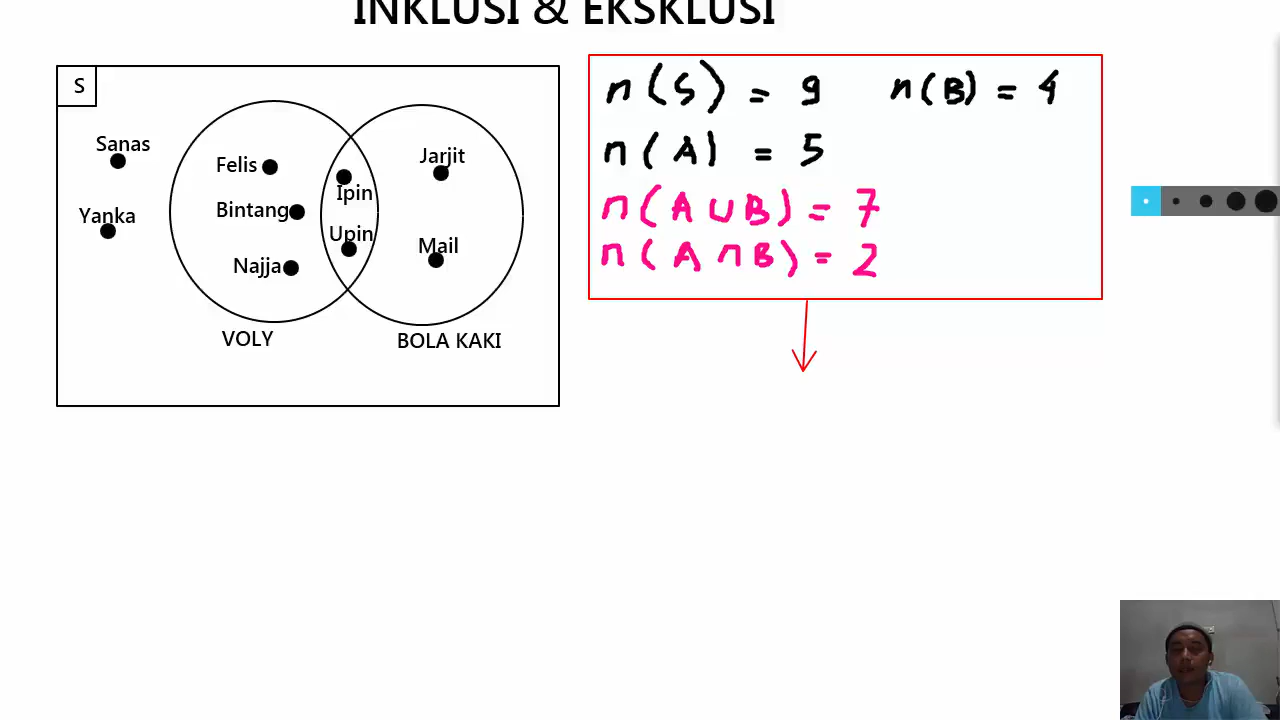 INKLUSI & EKSKLUSI
S
Sanas
Yanka
Felis
Bintang
Najja
Ipin
Upin
Jarjit
Mail
VOLY
BOLA KAKI
n(S) = 9 n(B) = 4
n(A) = 5
n(A ∪ B) = 7
n(A ∩ B) = 2